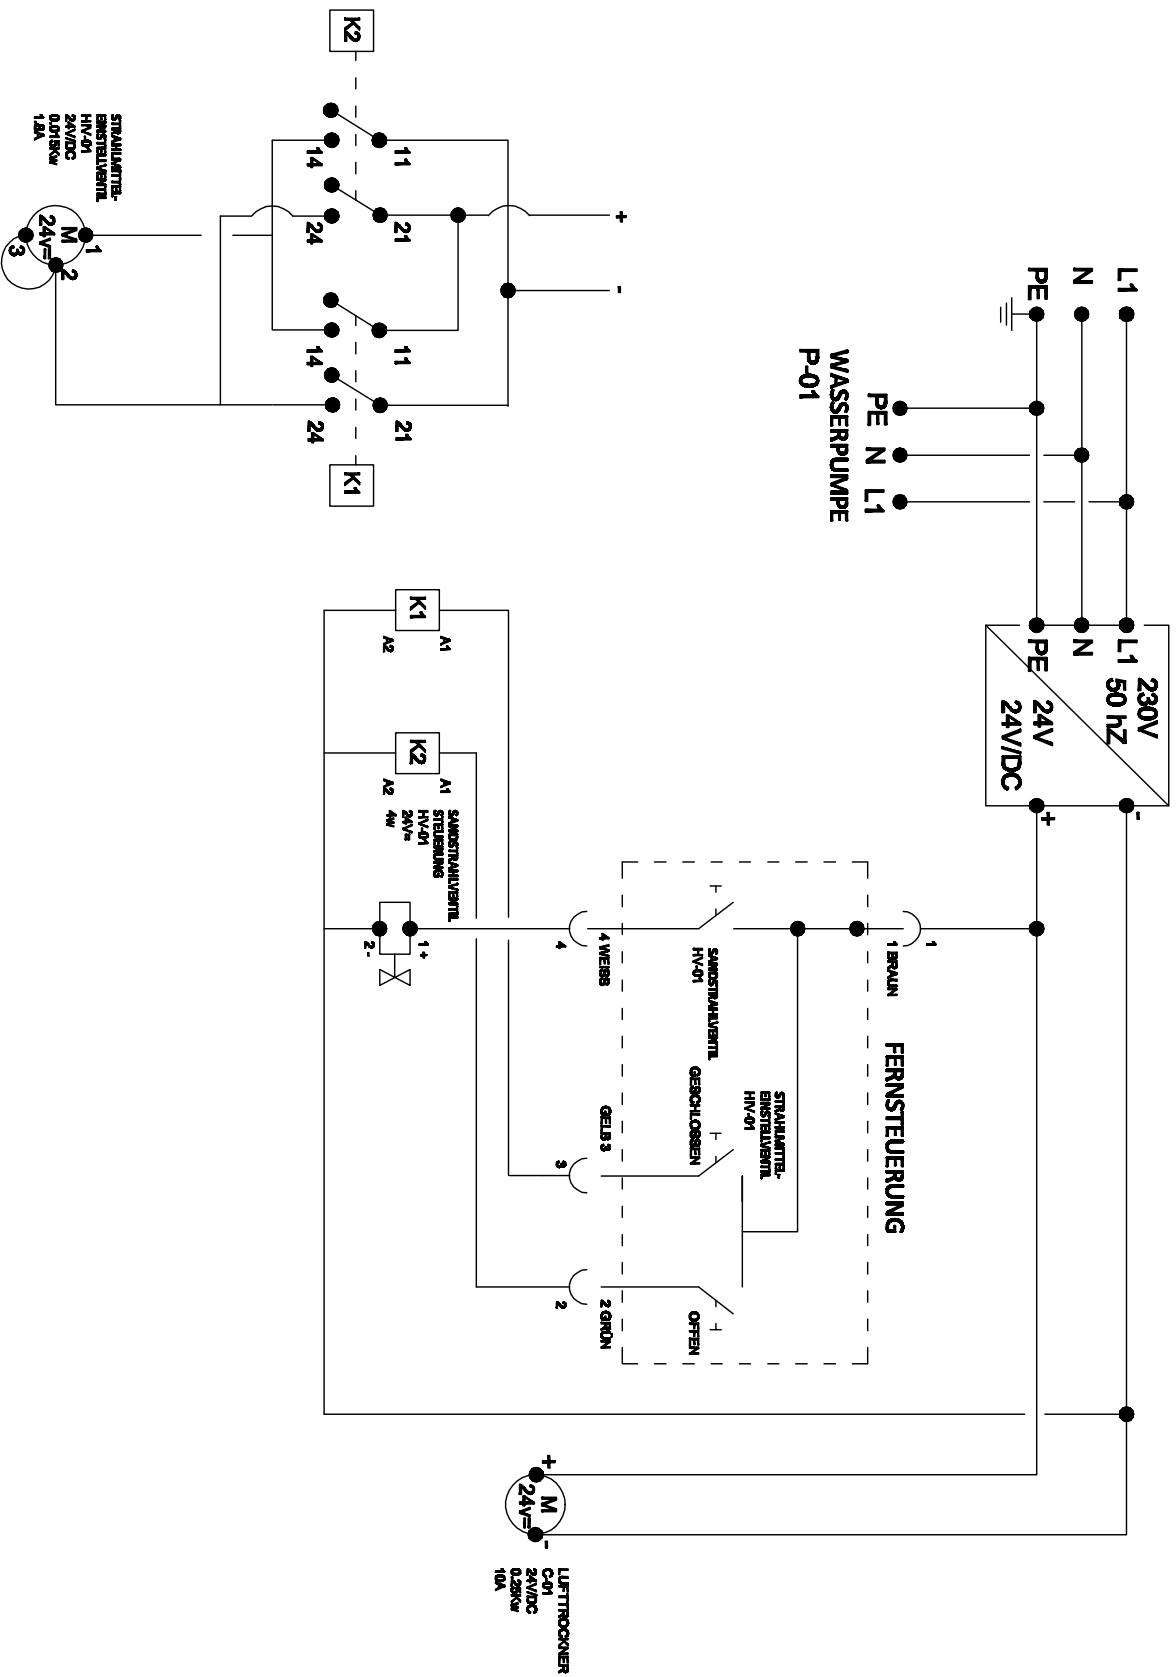 L1
N
PE
WASSERPUMPE
P-01
PE
N
L1
230V
50 hZ
24V
24V/DC
L1
N
PE
-
+
FERNSTEUERUNG
1
1 BRAUN
STRAHLMITTEL-
EINSTELLVENTIL
HIV-01
SANDSTRAHLVENTIL
HV-01
GESCHLOSSEN
OFFEN
4 WEISS
GELB 3
2 GRÜN
4
3
2
LUFTTROCKNER
C-01
24V/DC
0.25Kw
10A
+
M
24v=
-
K1
A1
A2
K2
A1
A2
SANDSTRAHLVENTIL
STEUERUNG
HV-01
24V=
4w
1 +
2 -
+
-
K2
11
21
11
21
14
24
14
24
K1
STRAHLMITTEL-
EINSTELLVENTIL
HIV-01
24V/DC
0.015Kw
1.8A
M
24v=
1
2
3